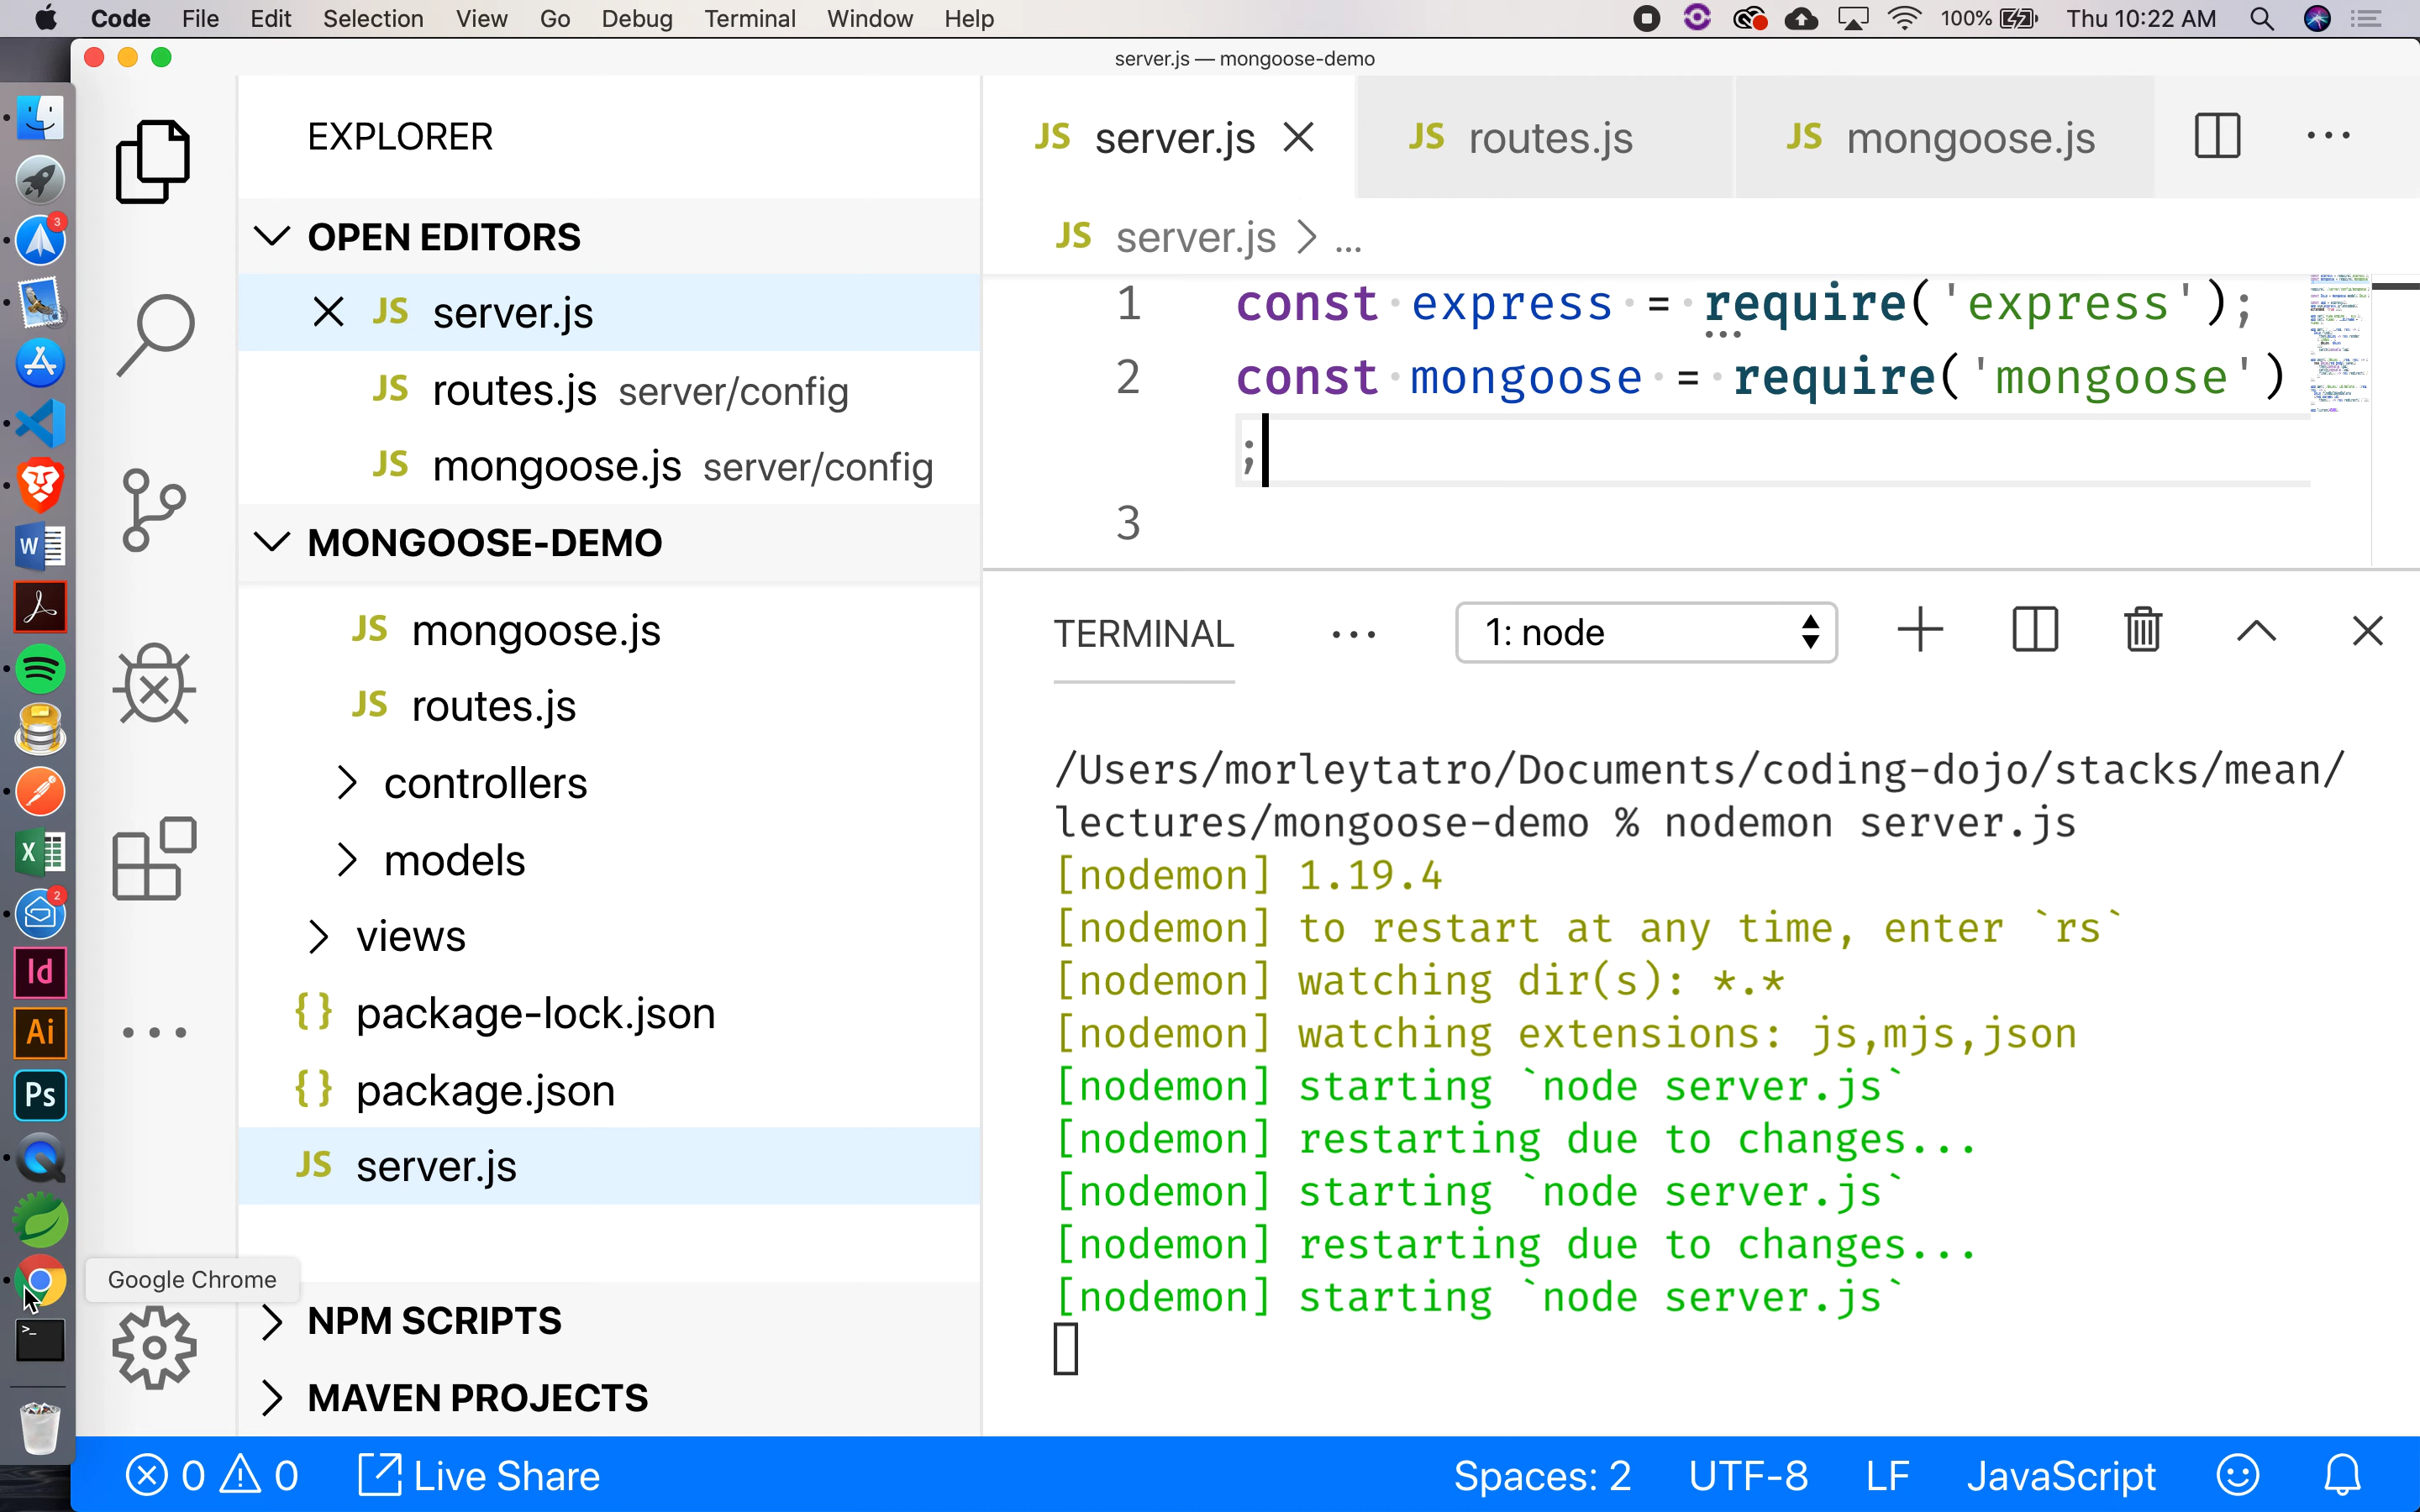 Code File Edit Selection View Go Debug Terminal Window Help 100% Thu 10:22 AM
server.js — mongoose-demo
EXPLORER
OPEN EDITORS
JS server.js
JS routes.js server/config
JS mongoose.js server/config
MONGOOSE-DEMO
JS mongoose.js
JS routes.js
controllers
models
views
{} package-lock.json
{} package.json
JS server.js
NPM SCRIPTS
MAVEN PROJECTS
JS server.js
JS routes.js
JS mongoose.js
JS server.js > ...
1 const express = require('express');
2 const mongoose = require('mongoose')
;
3
TERMINAL
1: node
/Users/morleytatro/Documents/coding-dojo/stacks/mean/
lectures/mongoose-demo % nodemon server.js
[nodemon] 1.19.4
[nodemon] to restart at any time, enter `rs`
[nodemon] watching dir(s): *.*
[nodemon] watching extensions: js,mjs,json
[nodemon] starting `node server.js`
[nodemon] restarting due to changes...
[nodemon] starting `node server.js`
[nodemon] restarting due to changes...
[nodemon] starting `node server.js`
3
W
X
2
Id
Ai
Ps
Google Chrome
>_
0 0 Live Share Spaces: 2 UTF-8 LF JavaScript